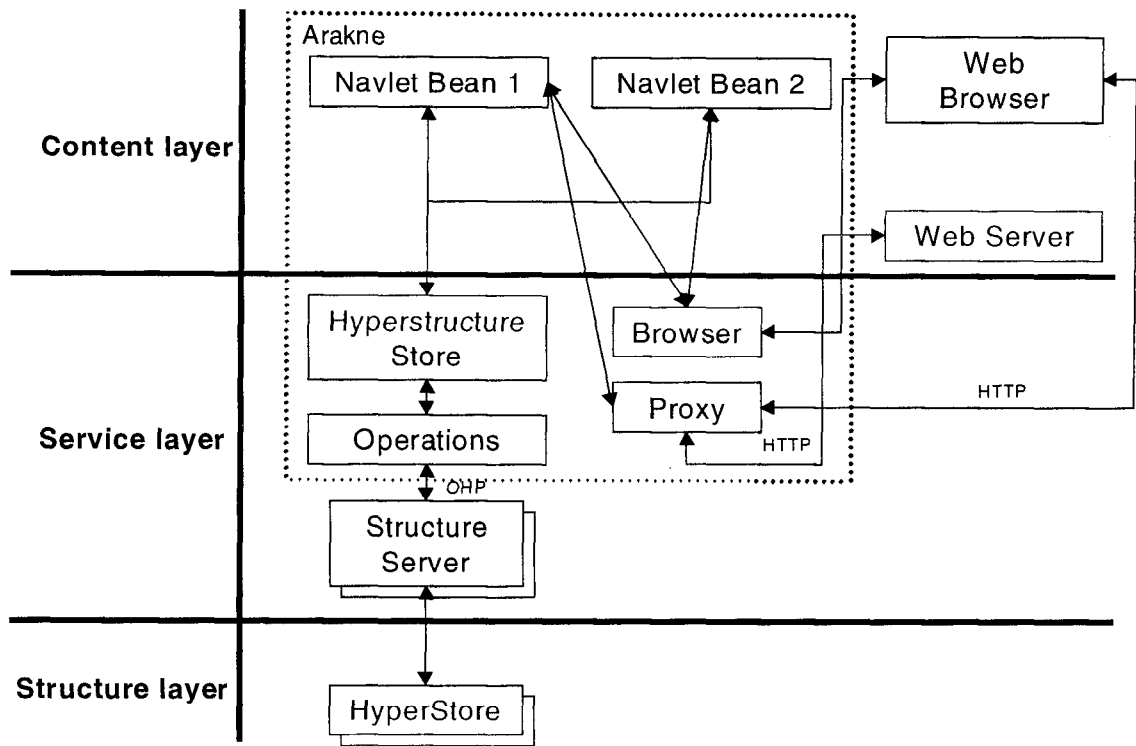 Arakne
Navlet Bean 1
Navlet Bean 2
Web
Browser
Content layer
Web Server
Hyperstructure
Store
Browser
Proxy
HTTP
Service layer
Operations
HTTP
OHP
Structure
Server
Structure layer
HyperStore